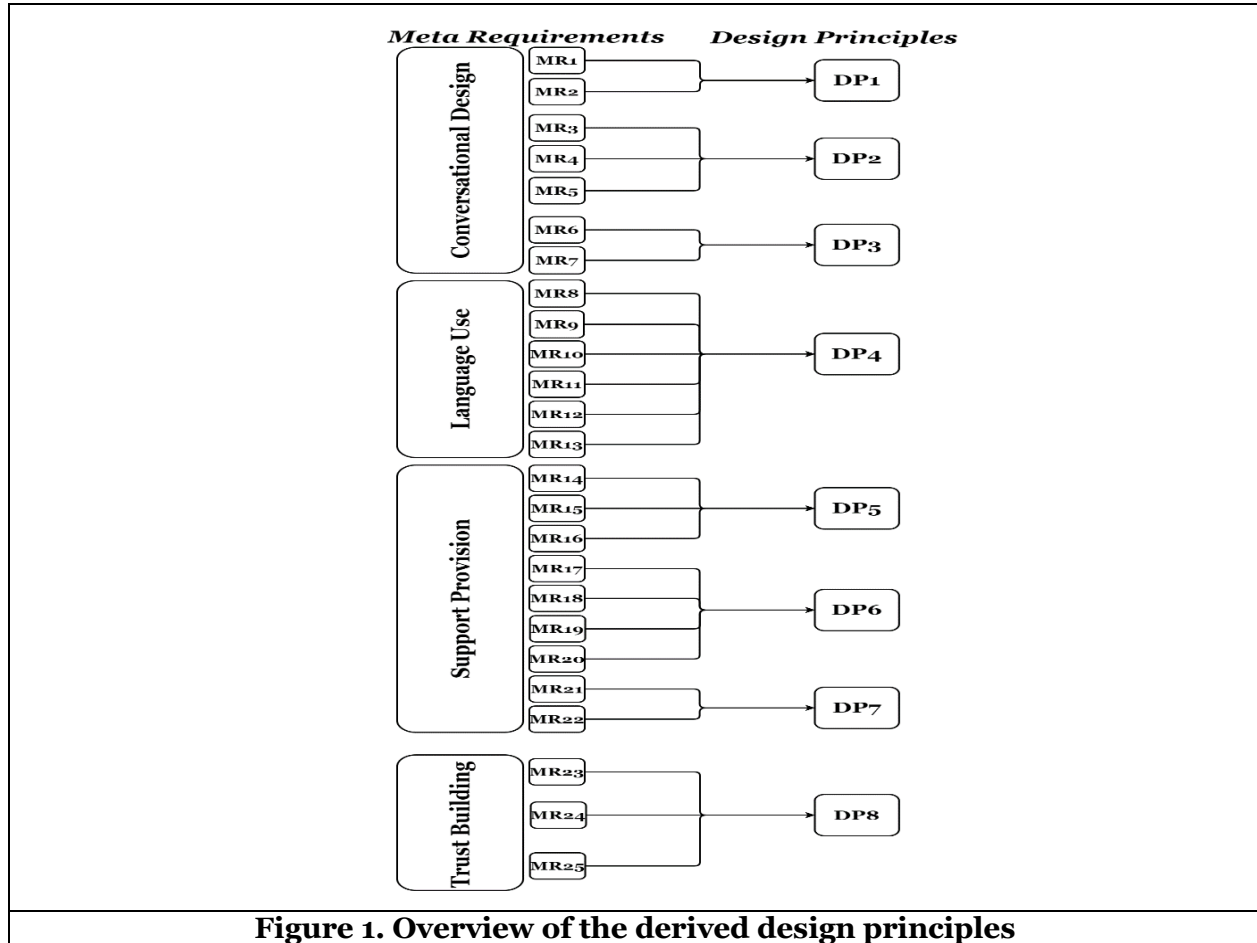 Meta Requirements Design Principles
Conversational Design
MR1
MR2
DP1
MR3
MR4
MR5
DP2
MR6
MR7
DP3
Language Use
MR8
MR9
MR10
MR11
MR12
MR13
DP4
Support Provision
MR14
MR15
MR16
DP5
MR17
MR18
MR19
MR20
DP6
MR21
MR22
DP7
Trust Building
MR23
MR24
MR25
DP8
Figure 1. Overview of the derived design principles